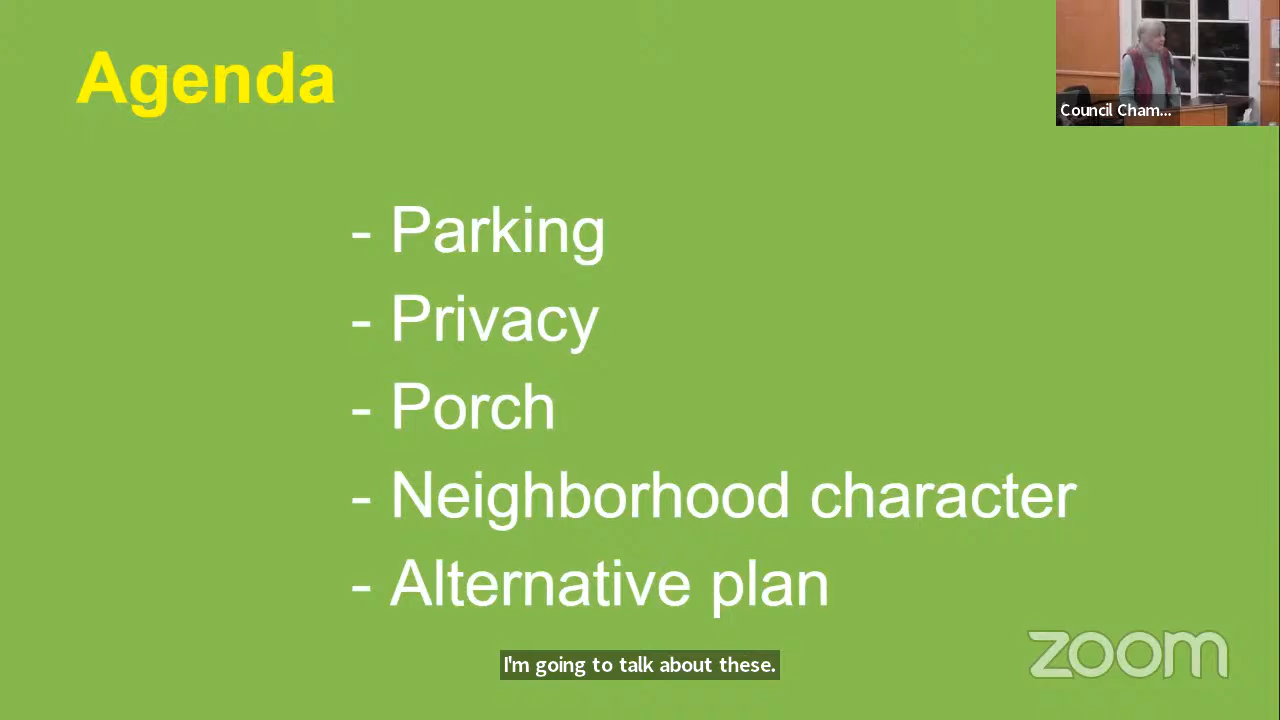 Agenda
Council Cham...
- Parking
- Privacy
- Porch
- Neighborhood character
- Alternative plan
I'm going to talk about these.
zoom